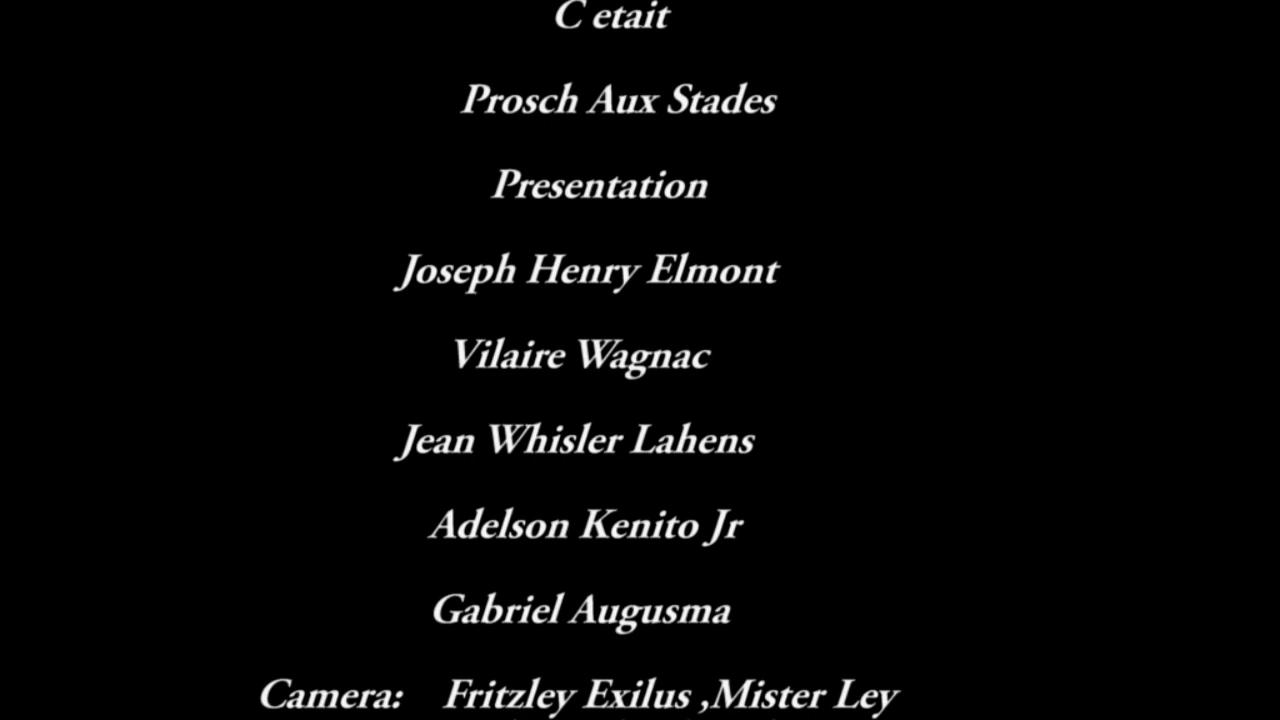 C etait
Prosch Aux Stades
Presentation
Joseph Henry Elmont
Vilaire Wagnac
Jean Whisler Lahens
Adelson Kenito Jr
Gabriel Augusma
Camera: Fritzley Exilus ,Mister Ley